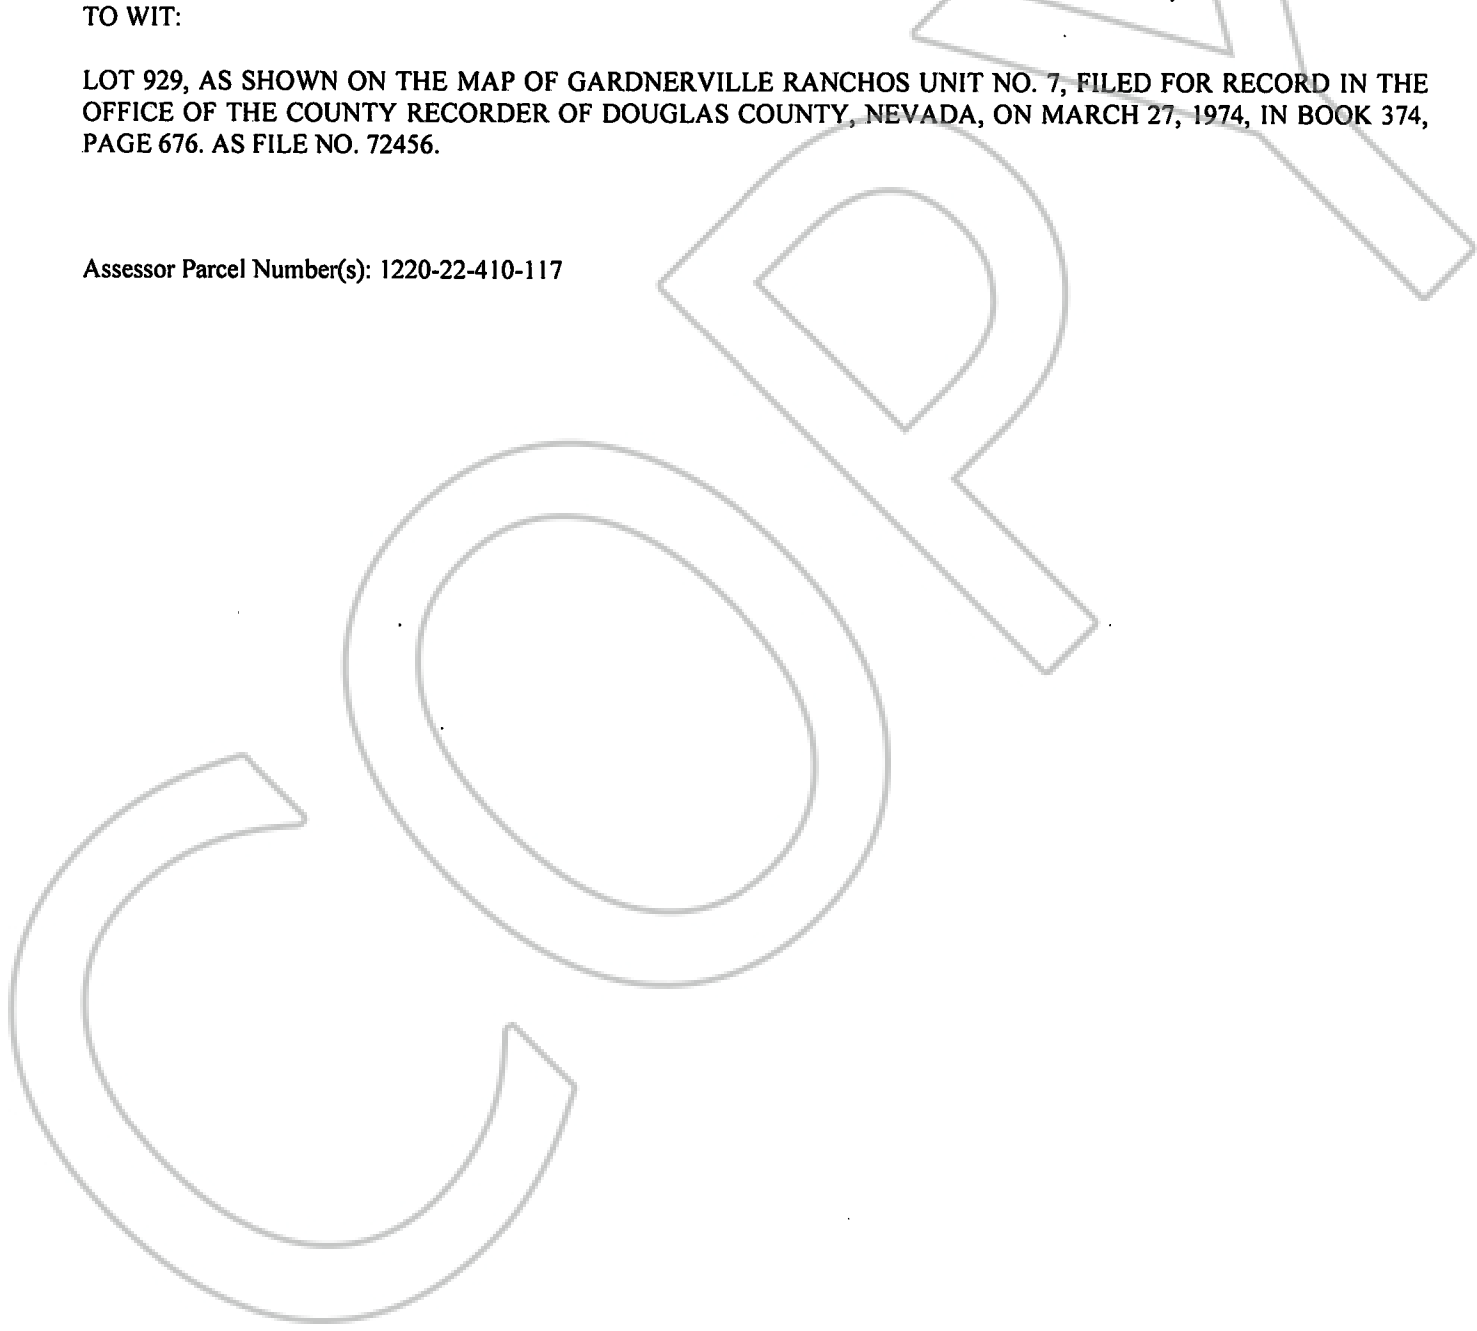 TO WIT:
LOT 929, AS SHOWN ON THE MAP OF GARDNERVILLE RANCHOS UNIT NO. 7, FILED FOR RECORD IN THE
OFFICE OF THE COUNTY RECORDER OF DOUGLAS COUNTY, NEVADA, ON MARCH 27, 1974, IN BOOK 374,
PAGE 676. AS FILE NO. 72456.
Assessor Parcel Number(s): 1220-22-410-117
COPY